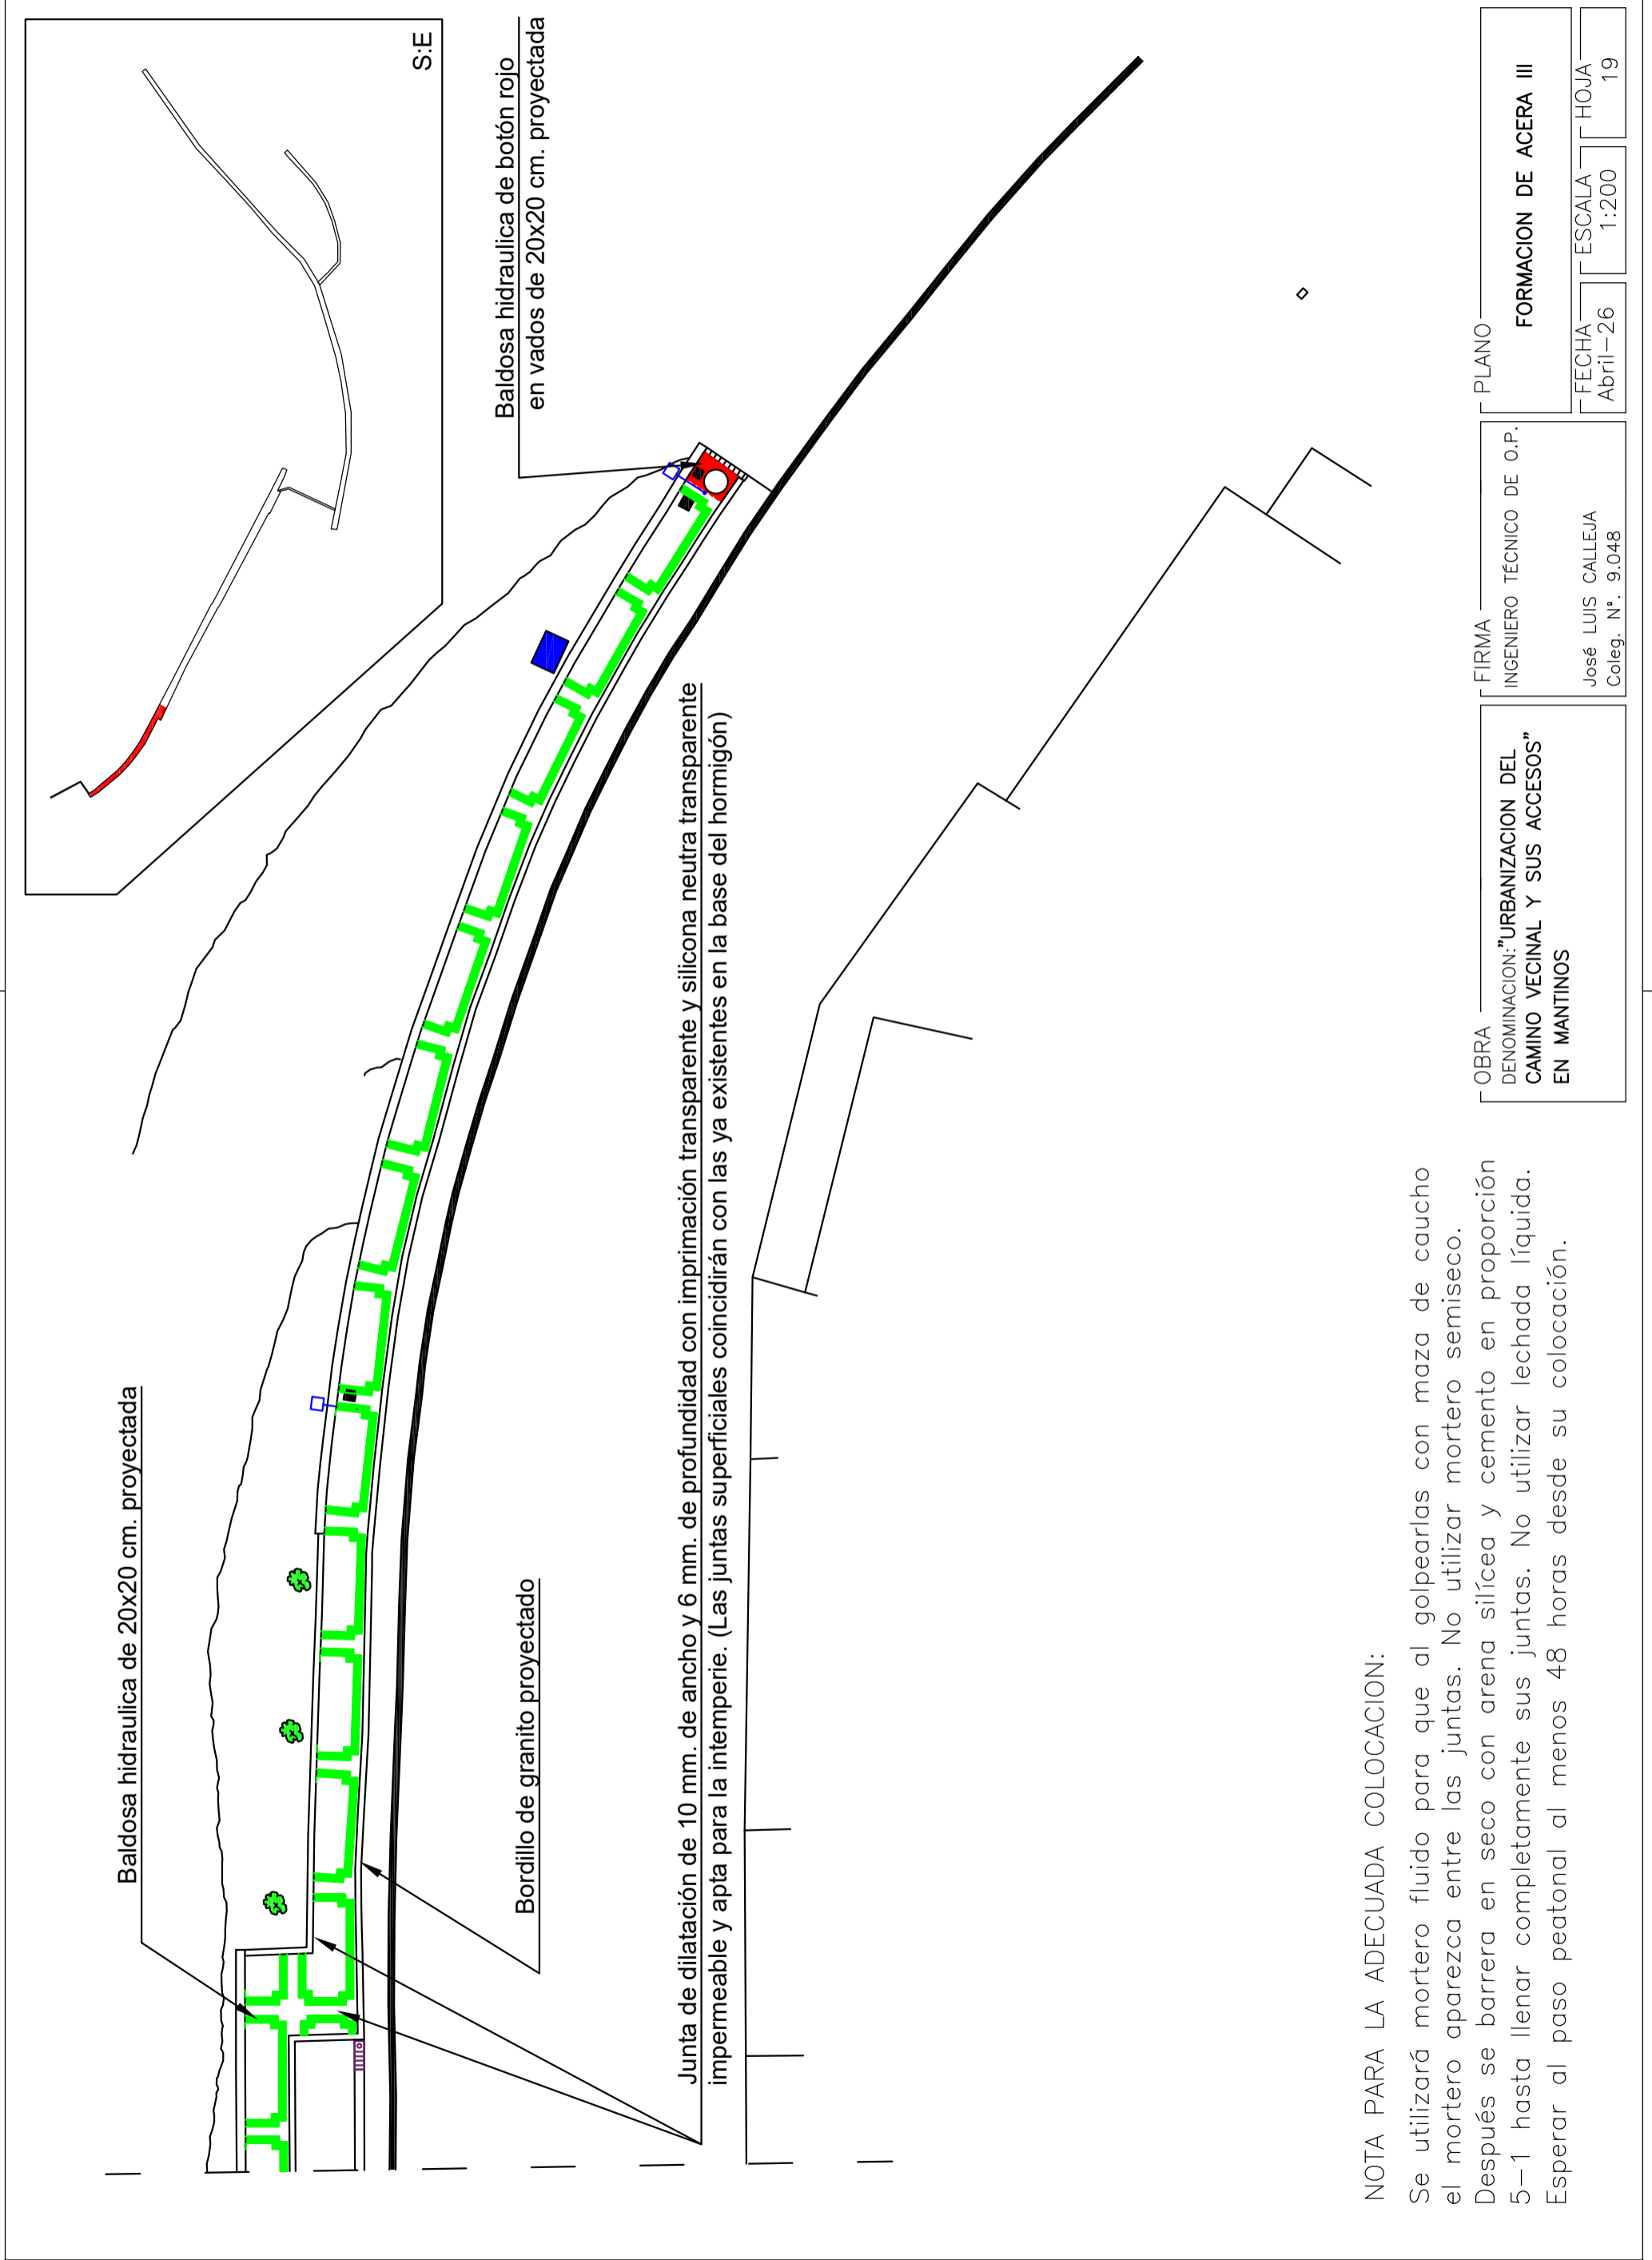 S:E
Baldosa hidraulica de botón rojo
en vados de 20x20 cm. proyectada
Baldosa hidraulica de 20x20 cm. proyectada
Bordillo de granito proyectado
Junta de dilatación de 10 mm. de ancho y 6 mm. de profundidad con imprimación transparente y silicona neutra transparente
impermeable y apta para la intemperie. (Las juntas superficiales coincidirán con las ya existentes en la base del hormigón)
NOTA PARA LA ADECUADA COLOCACION:
Se utilizará mortero fluido para que al golpearlas con maza de caucho
el mortero aparezca entre las juntas. No utilizar mortero semiseco.
Después se barrera en seco con arena silícea y cemento en proporción
5-1 hasta llenar completamente sus juntas. No utilizar lechada líquida.
Esperar al paso peatonal al menos 48 horas desde su colocación.
OBRA
DENOMINACION:"URBANIZACION DEL
CAMINO VECINAL Y SUS ACCESOS"
EN MANTINOS
FIRMA
INGENIERO TÉCNICO DE O.P.
José LUIS CALLEJA
Coleg. Nº. 9.048
PLANO
FORMACION DE ACERA III
FECHA
Abril-26
ESCALA
1:200
HOJA
19